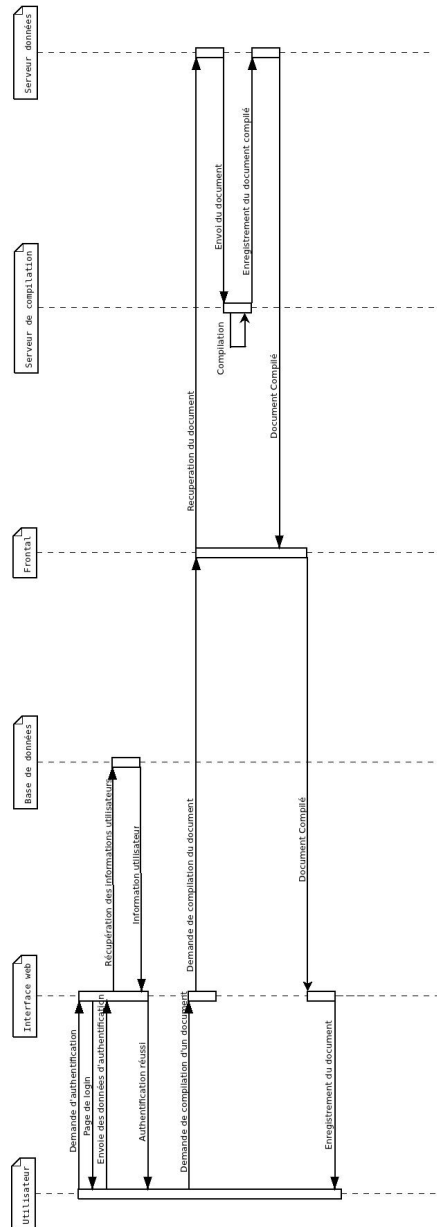 Utilisateur
Interface web
Base de données
Frontal
Serveur de compilation
Serveur données
Demande d'authentification
Page de login
Envoie des données d'authentification
Récupération des informations utilisateurs
Information utilisateur
Authentification réussi
Demande de compilation d'un document
Demande de compilation du document
Recuperation du document
Envoi du document
Compilation
Enregistrement du document compilé
Document Compilé
Document Compilé
Enregistrement du document